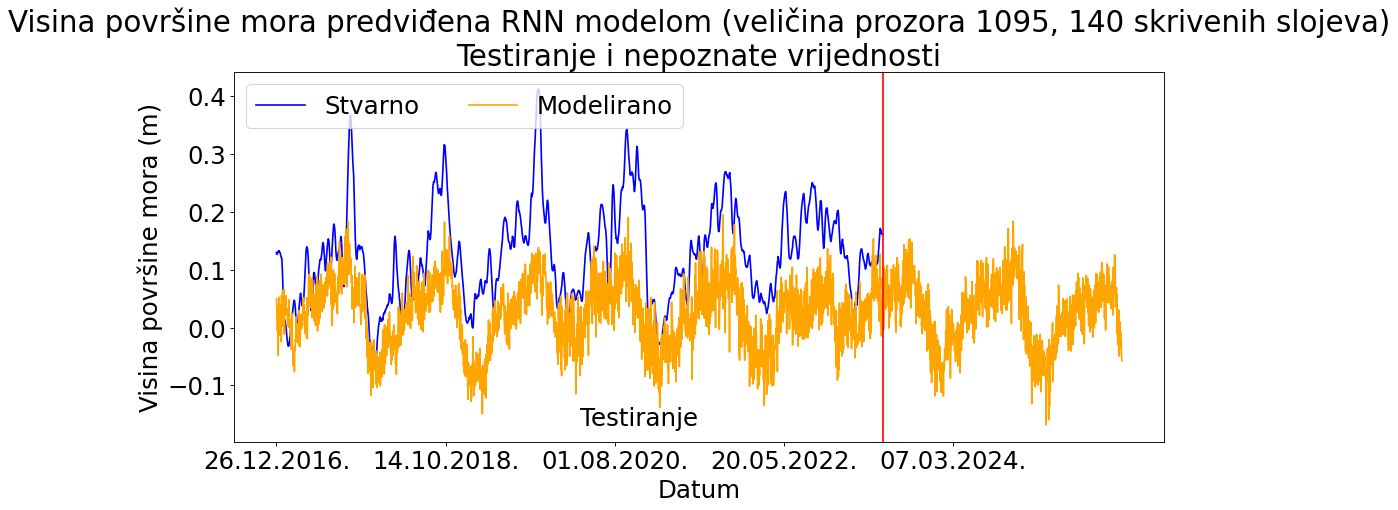 Visina površine mora predviđena RNN modelom (veličina prozora 1095, 140 skrivenih slojeva)
Testiranje i nepoznate vrijednosti
Stvarno
Modelirano
Visina površine mora (m)
0.4
0.3
0.2
0.1
0.0
−0.1
Testiranje
26.12.2016.
14.10.2018.
01.08.2020.
20.05.2022.
07.03.2024.
Datum